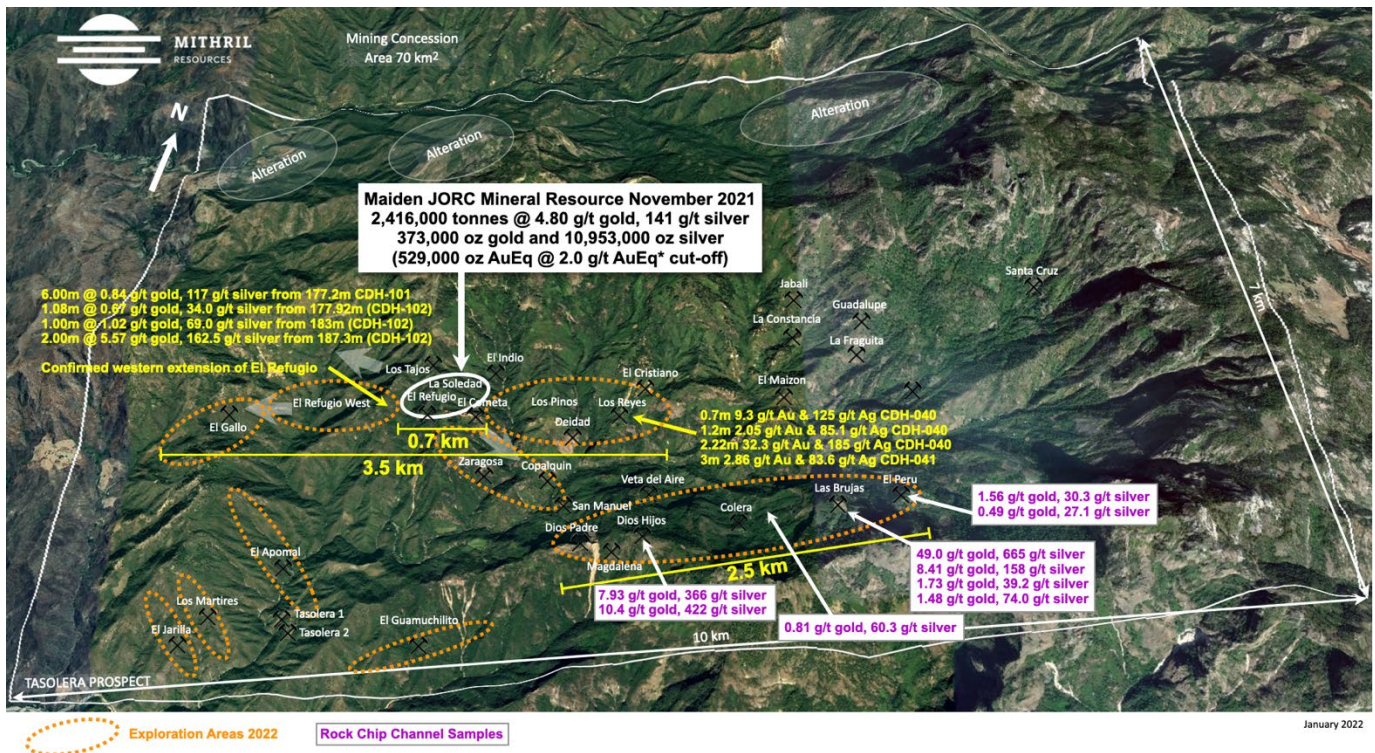 MITHRIL
RESOURCES
Mining Concession
Area 70 km²
N
Alteration
Alteration
Alteration
Maiden JORC Mineral Resource November 2021
2,416,000 tonnes @ 4.80 g/t gold, 141 g/t silver
373,000 oz gold and 10,953,000 oz silver
(529,000 oz AuEq @ 2.0 g/t AuEq* cut-off)
Santa Cruz
7 km
Jabali
Guadalupe
La Constancia
La Fraguita
6.00m @ 0.84 g/t gold, 117 g/t silver from 177.2m CDH-101
1.08m @ 0.67 g/t gold, 34.0 g/t silver from 177.92m (CDH-102)
1.00m @ 1.02 g/t gold, 69.0 g/t silver from 183m (CDH-102)
2.00m @ 5.57 g/t gold, 162.5 g/t silver from 187.3m (CDH-102)
Confirmed western extension of El Refugio
Los Tajos
El Indio
La Soledad
El Cristiano
El Maizon
El Refugio West
El Refugio
El Cometa
Los Pinos
Los Reyes
El Gallo
Deidad
0.7m 9.3 g/t Au & 125 g/t Ag CDH-040
1.2m 2.05 g/t Au & 85.1 g/t Ag CDH-040
2.22m 32.3 g/t Au & 185 g/t Ag CDH-040
3m 2.86 g/t Au & 83.6 g/t Ag CDH-041
0.7 km
3.5 km
Zaragosa
Copalquin
Veta del Aire
San Manuel
Las Brujas
El Peru
Dios Padre
Dios Hijos
Colera
Magdalena
2.5 km
1.56 g/t gold, 30.3 g/t silver
0.49 g/t gold, 27.1 g/t silver
49.0 g/t gold, 665 g/t silver
8.41 g/t gold, 158 g/t silver
1.73 g/t gold, 39.2 g/t silver
1.48 g/t gold, 74.0 g/t silver
7.93 g/t gold, 366 g/t silver
10.4 g/t gold, 422 g/t silver
0.81 g/t gold, 60.3 g/t silver
El Apomal
Los Martires
Tasolera 1
Tasolera 2
El Jarilla
El Guamuchilito
10 km
TASOLERA PROSPECT
Exploration Areas 2022
Rock Chip Channel Samples
January 2022